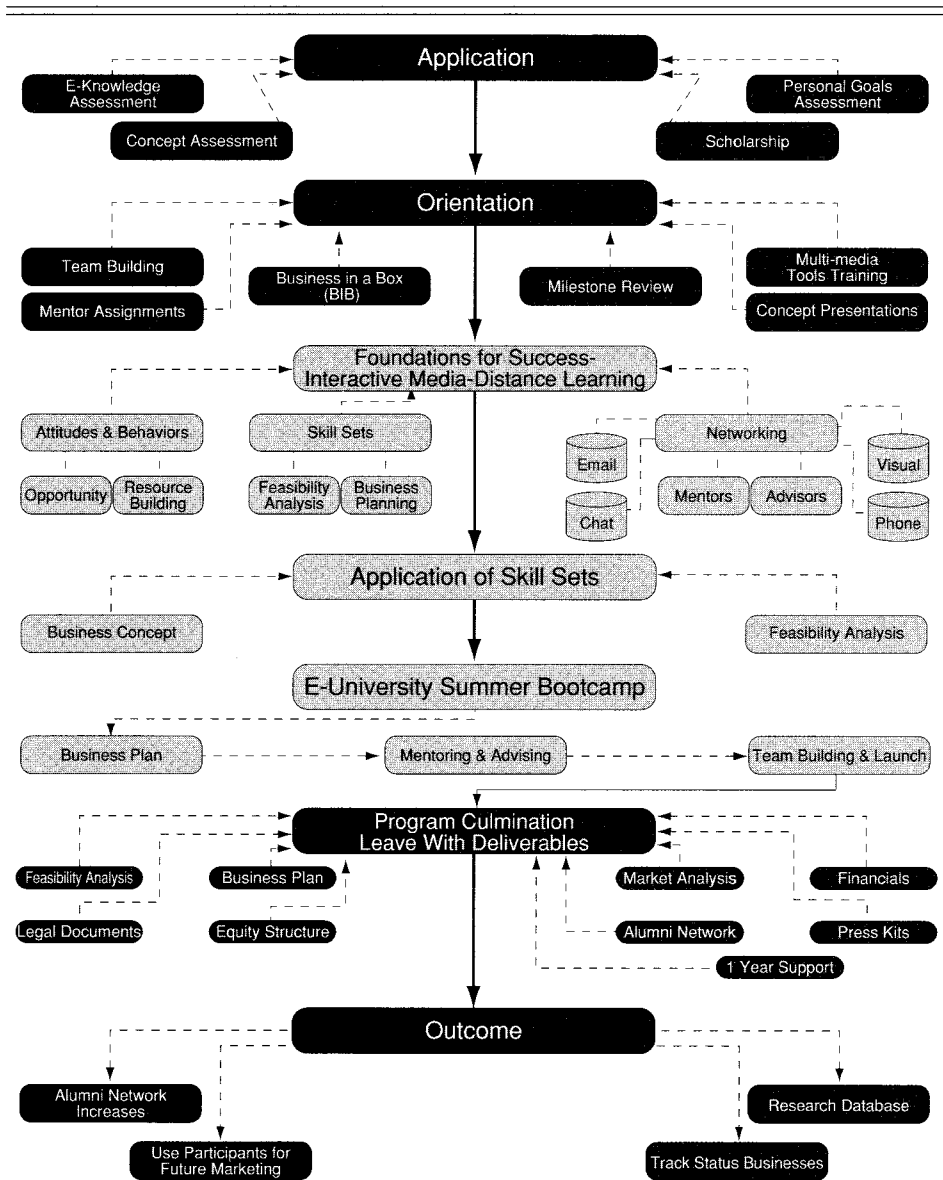 Application
E-Knowledge
Assessment
Personal Goals
Assessment
Concept Assessment
Scholarship
Orientation
Team Building
Business in a Box
(BIB)
Milestone Review
Multi-media
Tools Training
Mentor Assignments
Concept Presentations
Foundations for Success-
Interactive Media-Distance Learning
Attitudes & Behaviors
Skill Sets
Networking
Email
Visual
Opportunity
Resource
Building
Feasibility
Analysis
Business
Planning
Mentors
Advisors
Chat
Phone
Application of Skill Sets
Business Concept
Feasibility Analysis
E-University Summer Bootcamp
Business Plan
Mentoring & Advising
Team Building & Launch
Program Culmination
Leave With Deliverables
Feasibility Analysis
Business Plan
Market Analysis
Financials
Legal Documents
Equity Structure
Alumni Network
Press Kits
1 Year Support
Outcome
Alumni Network
Increases
Research Database
Use Participants for
Future Marketing
Track Status Businesses